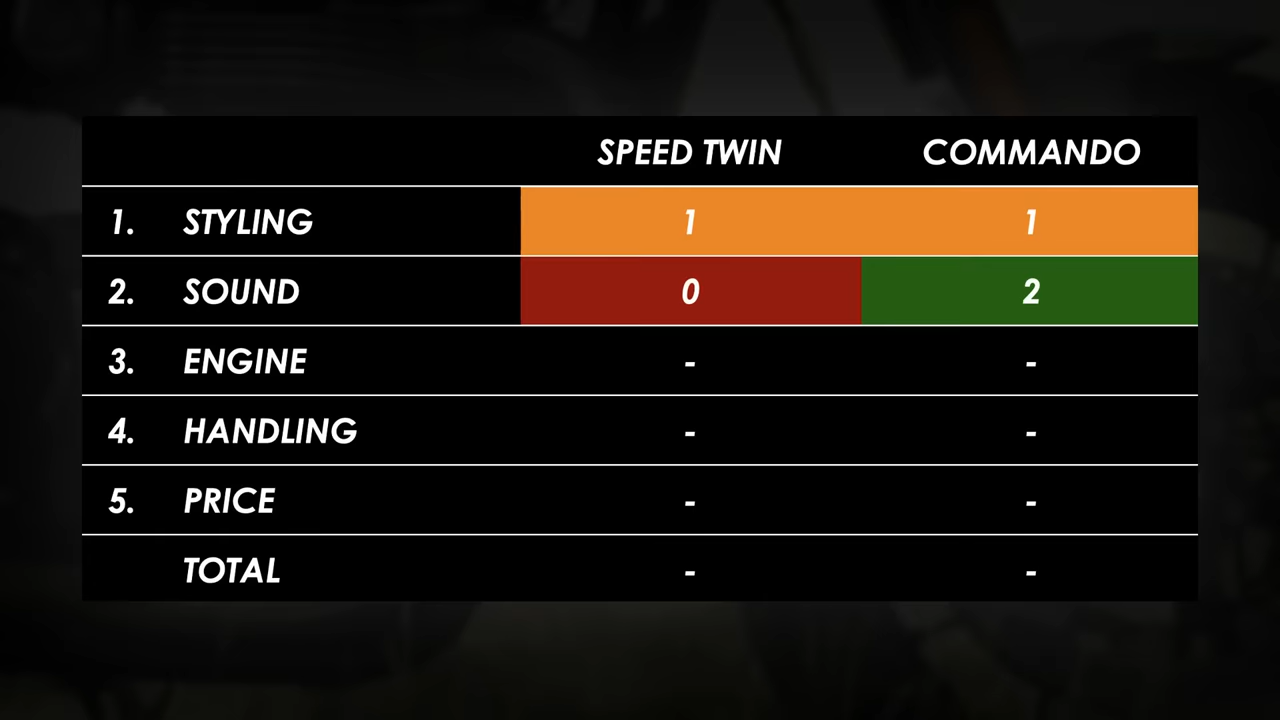 SPEED TWIN COMMANDO
1. STYLING 1 1
2. SOUND 0 2
3. ENGINE - -
4. HANDLING - -
5. PRICE - -
TOTAL - -